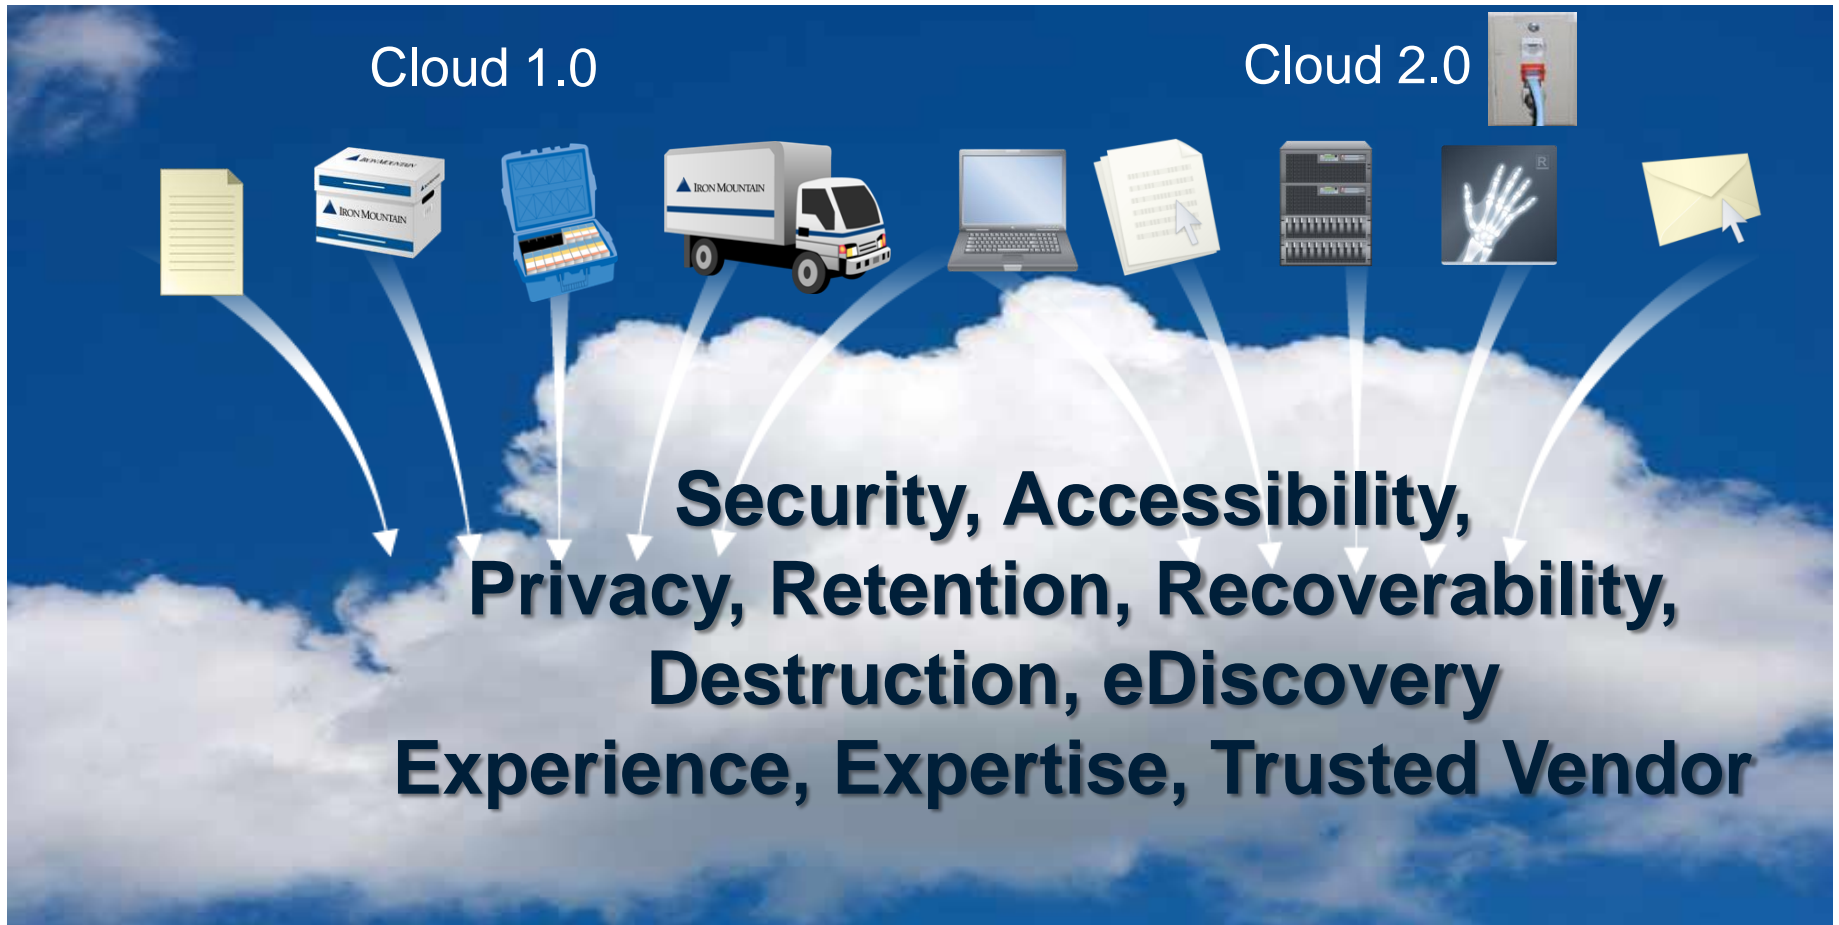 Cloud 1.0
Cloud 2.0
IRON MOUNTAIN
IRON MOUNTAIN
IRON MOUNTAIN
R
Security, Accessibility,
Privacy, Retention, Recoverability,
Destruction, eDiscovery
Experience, Expertise, Trusted Vendor